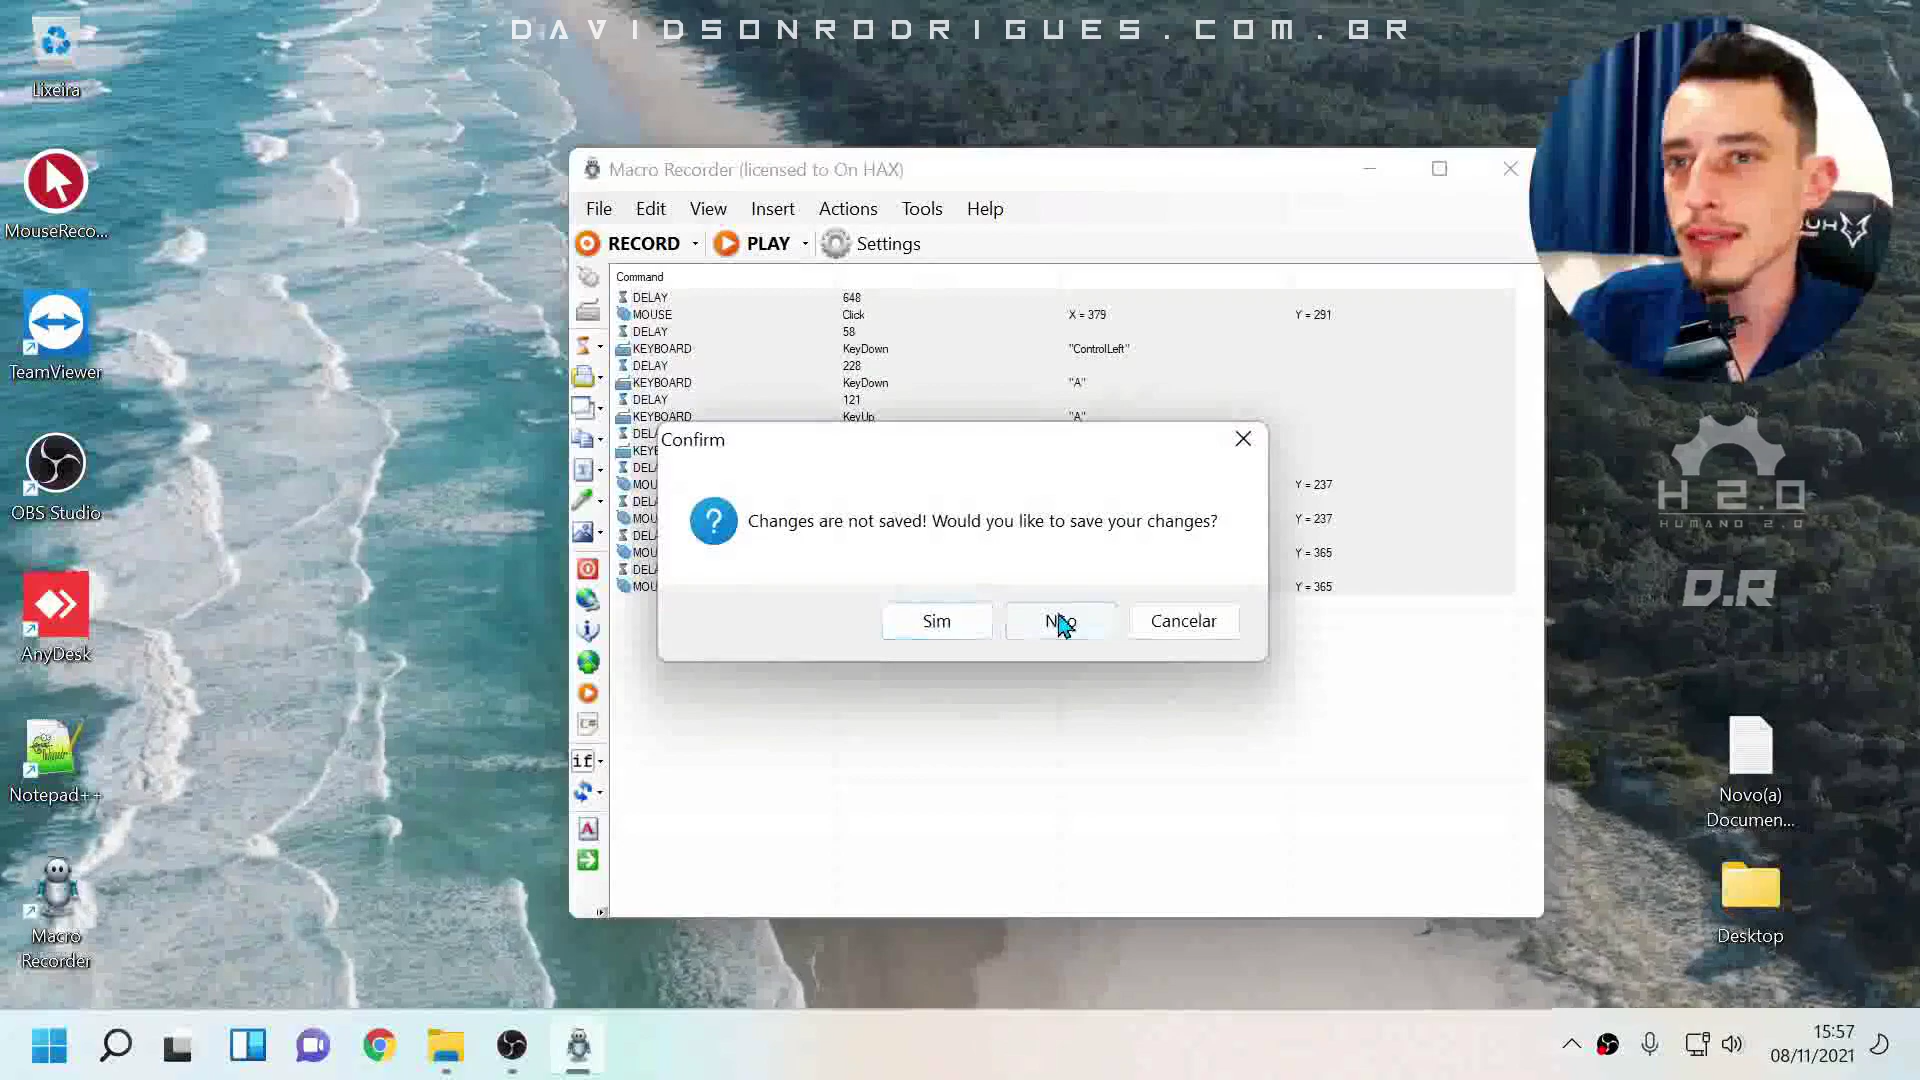 DAVIDSONRODRIGUES.COM.BR
Lixeira
MouseReco...
TeamViewer
OBS Studio
AnyDesk
Notepad++
Macro
Recorder
Macro Recorder (licensed to On HAX)
File Edit View Insert Actions Tools Help
RECORD PLAY Settings
Command
DELAY 648
MOUSE Click X = 379 Y = 291
DELAY 58
KEYBOARD KeyDown "ControlLeft"
DELAY 228
KEYBOARD KeyDown "A"
DELAY 121
KEYBOARD KeyUp "A"
Y = 237
Y = 237
Y = 365
Y = 365
if
Confirm
Changes are not saved! Would you like to save your changes?
Sim Não Cancelar
H 2.0
HUMANO 2.0
D.R
Novo(a)
Documen...
Desktop
15:57
08/11/2021